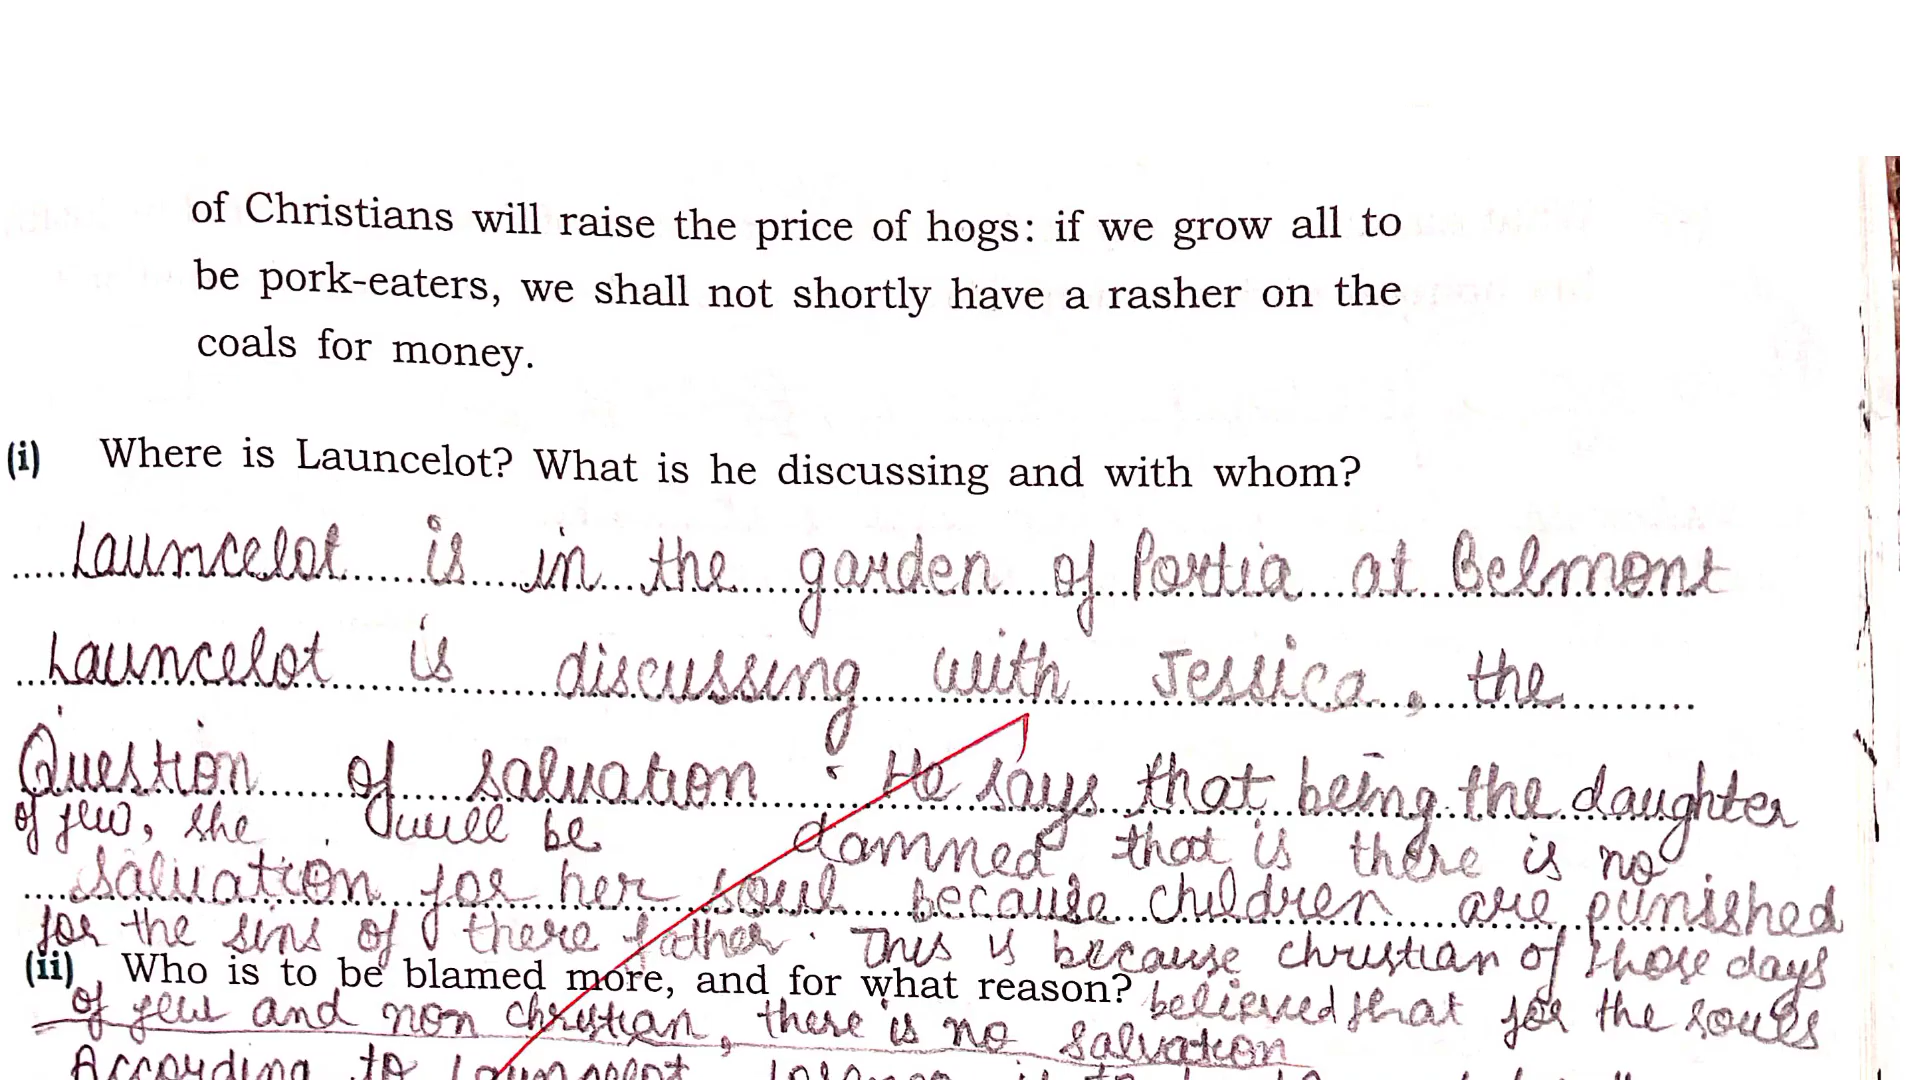 of Christians will raise the price of hogs: if we grow all to
be pork-eaters, we shall not shortly have a rasher on the
coals for money.
(i) Where is Launcelot? What is he discussing and with whom?
Launcelot is in the garden of Portia at Belmont
Launcelot is discussing with Jessica, the
Question of salvation. He says that being the daughter
of jew, she will be damned that is there is no
salvation for her soul because children are punished
for the sins of there father. This is because christian of those days
(ii) Who is to be blamed more, and for what reason?
believed that for the soules
of jew and non christian, there is no salvation
According to